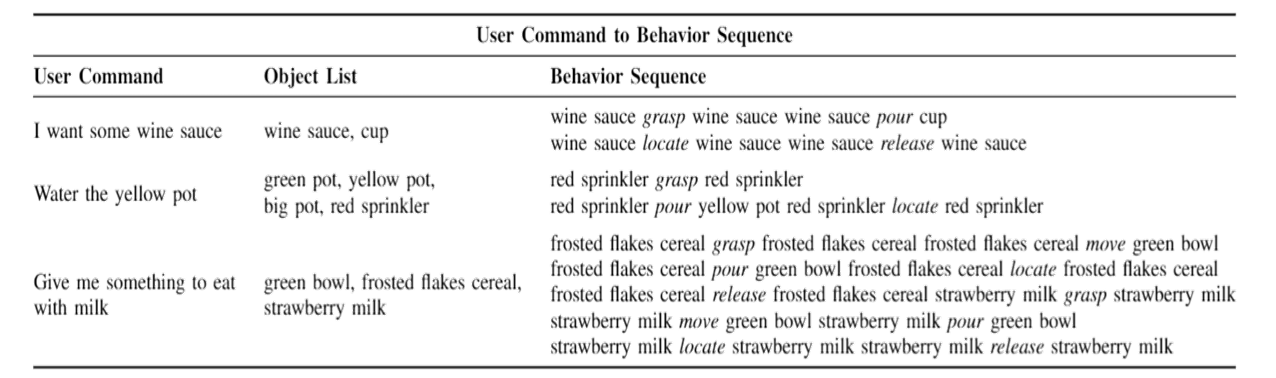 User Command to Behavior Sequence
User Command Object List Behavior Sequence
I want some wine sauce
wine sauce, cup
wine sauce grasp wine sauce wine sauce pour cup
wine sauce locate wine sauce wine sauce release wine sauce
Water the yellow pot
green pot, yellow pot,
big pot, red sprinkler
red sprinkler grasp red sprinkler
red sprinkler pour yellow pot red sprinkler locate red sprinkler
Give me something to eat
with milk
green bowl, frosted flakes cereal,
strawberry milk
frosted flakes cereal grasp frosted flakes cereal frosted flakes cereal move green bowl
frosted flakes cereal pour green bowl frosted flakes cereal locate frosted flakes cereal
frosted flakes cereal release frosted flakes cereal strawberry milk grasp strawberry milk
strawberry milk move green bowl strawberry milk pour green bowl
strawberry milk locate strawberry milk strawberry milk release strawberry milk